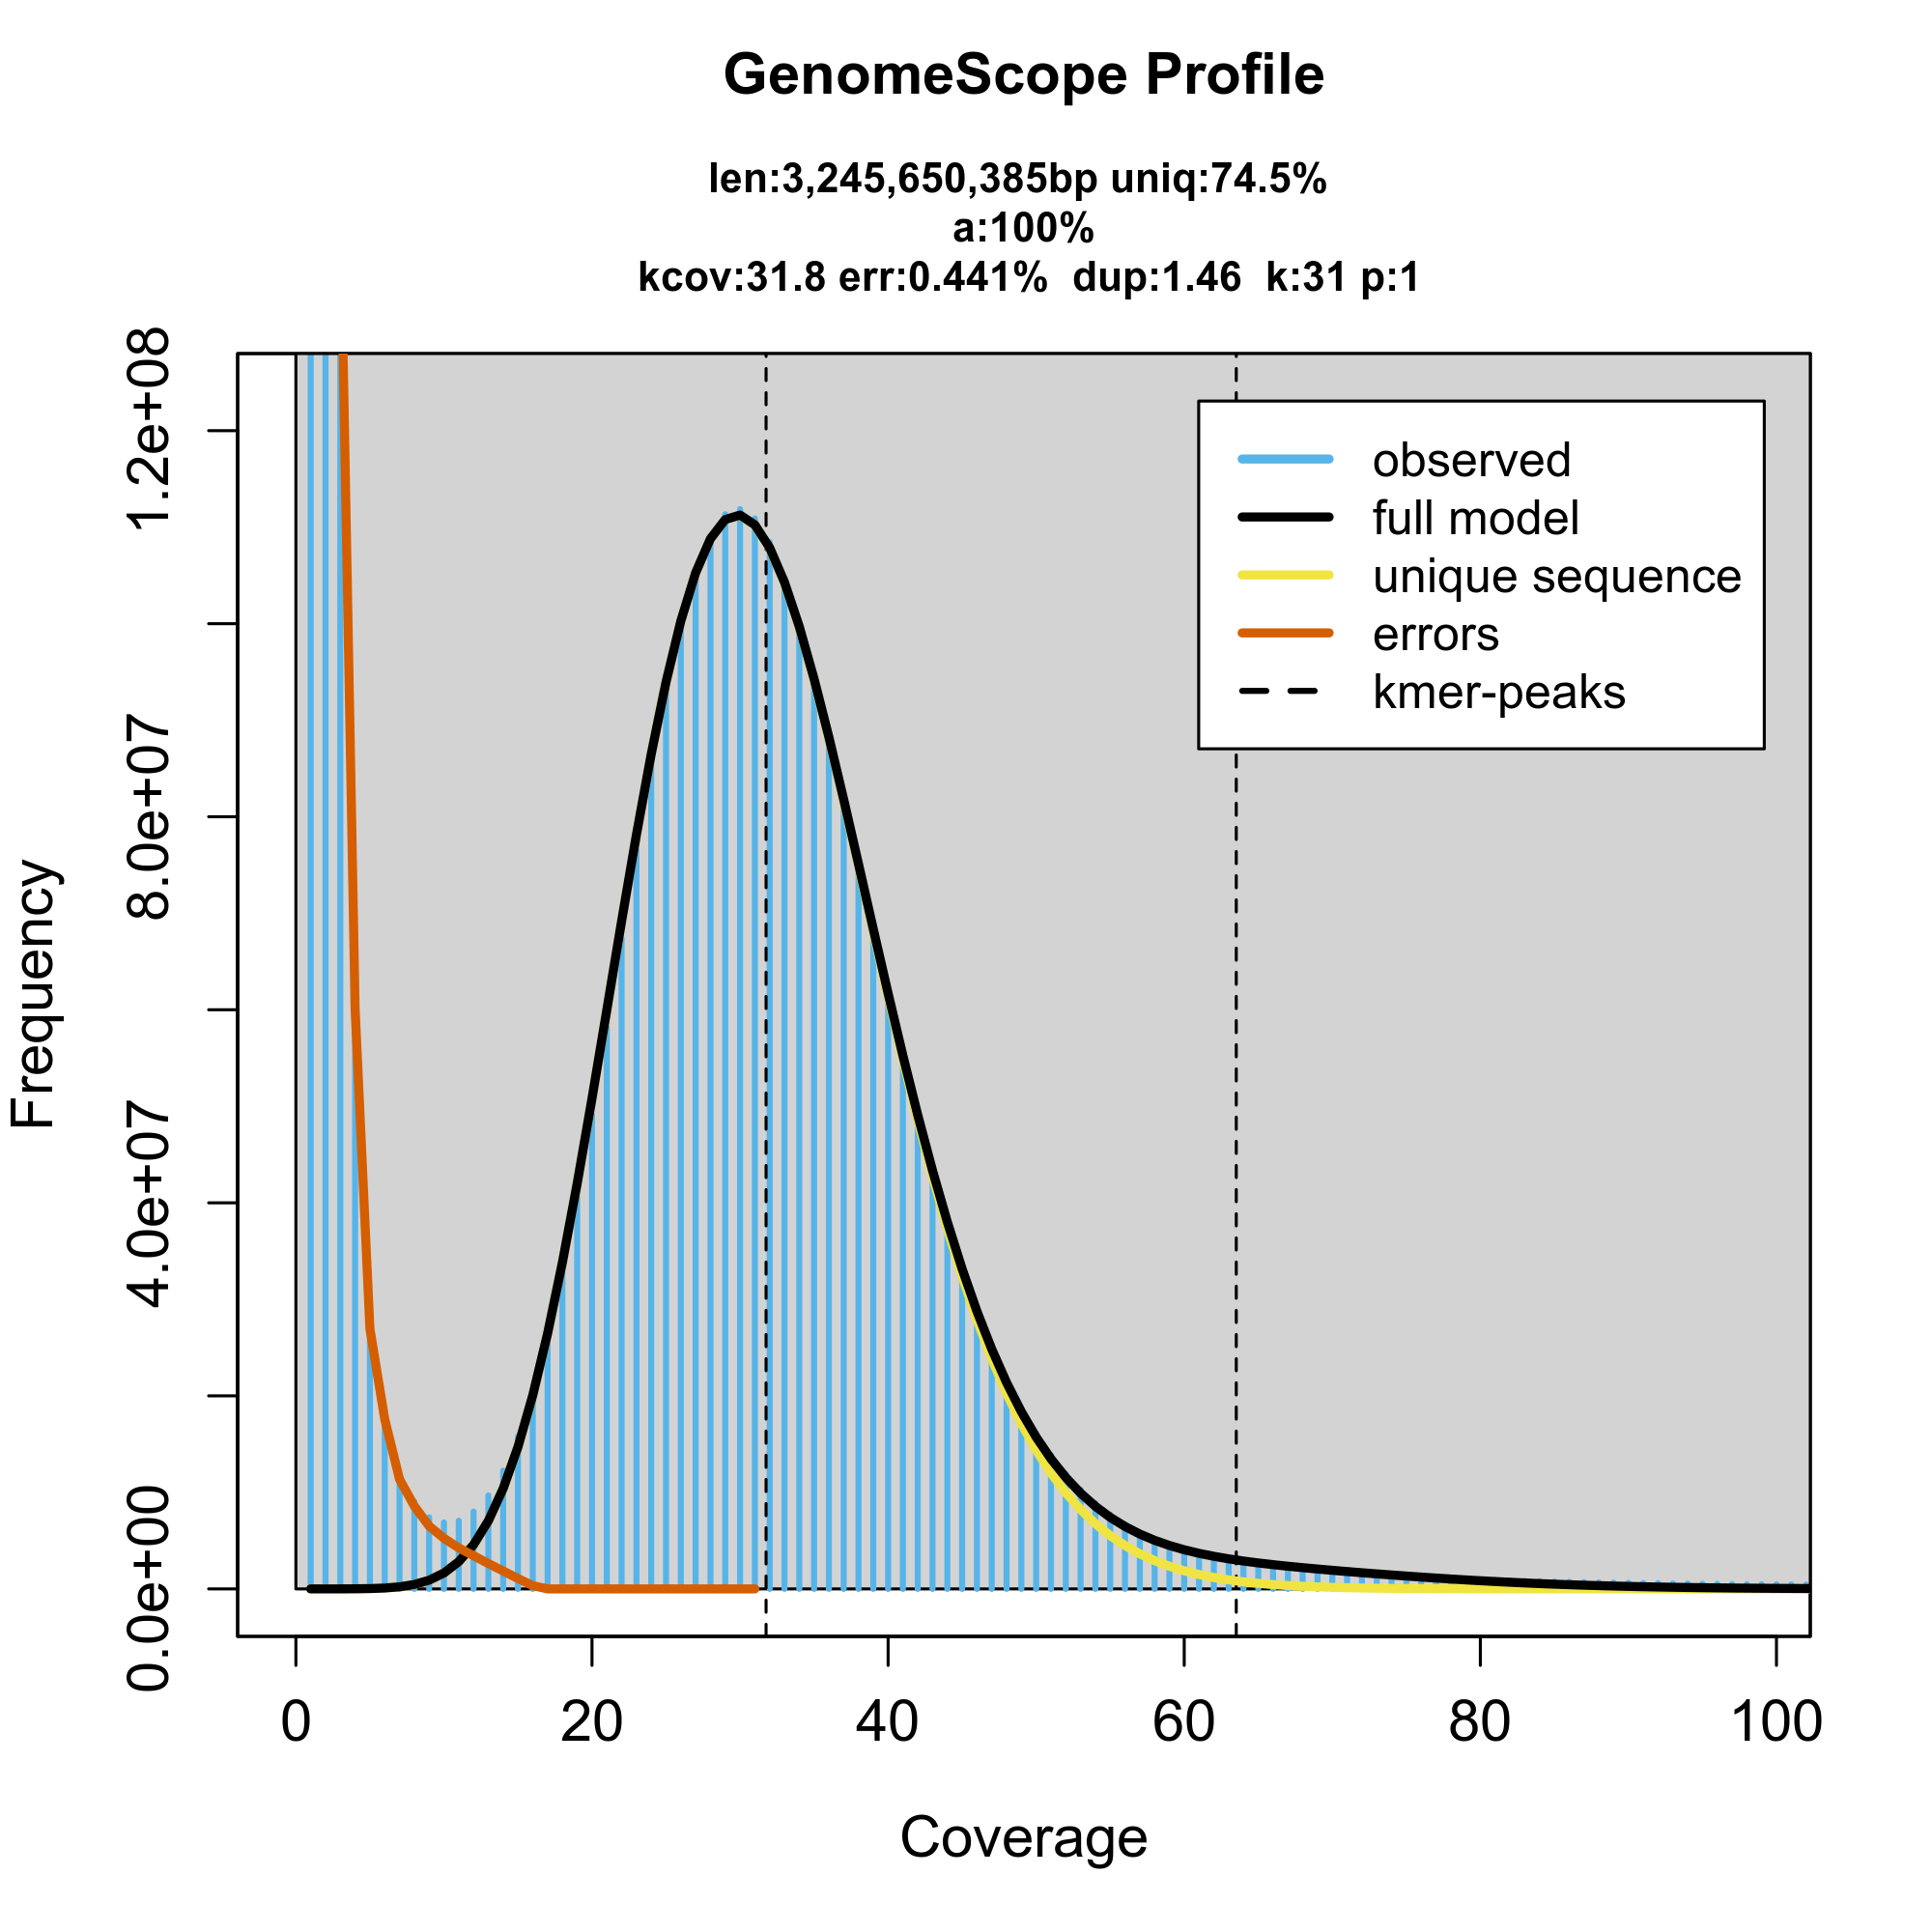 GenomeScope Profile
len:3,245,650,385bp uniq:74.5%
a:100%
kcov:31.8 err:0.441%  dup:1.46  k:31 p:1
1.2e+08
8.0e+07
4.0e+07
0.0e+00
Frequency
observed
full model
unique sequence
errors
kmer-peaks
0 20 40 60 80 100
Coverage